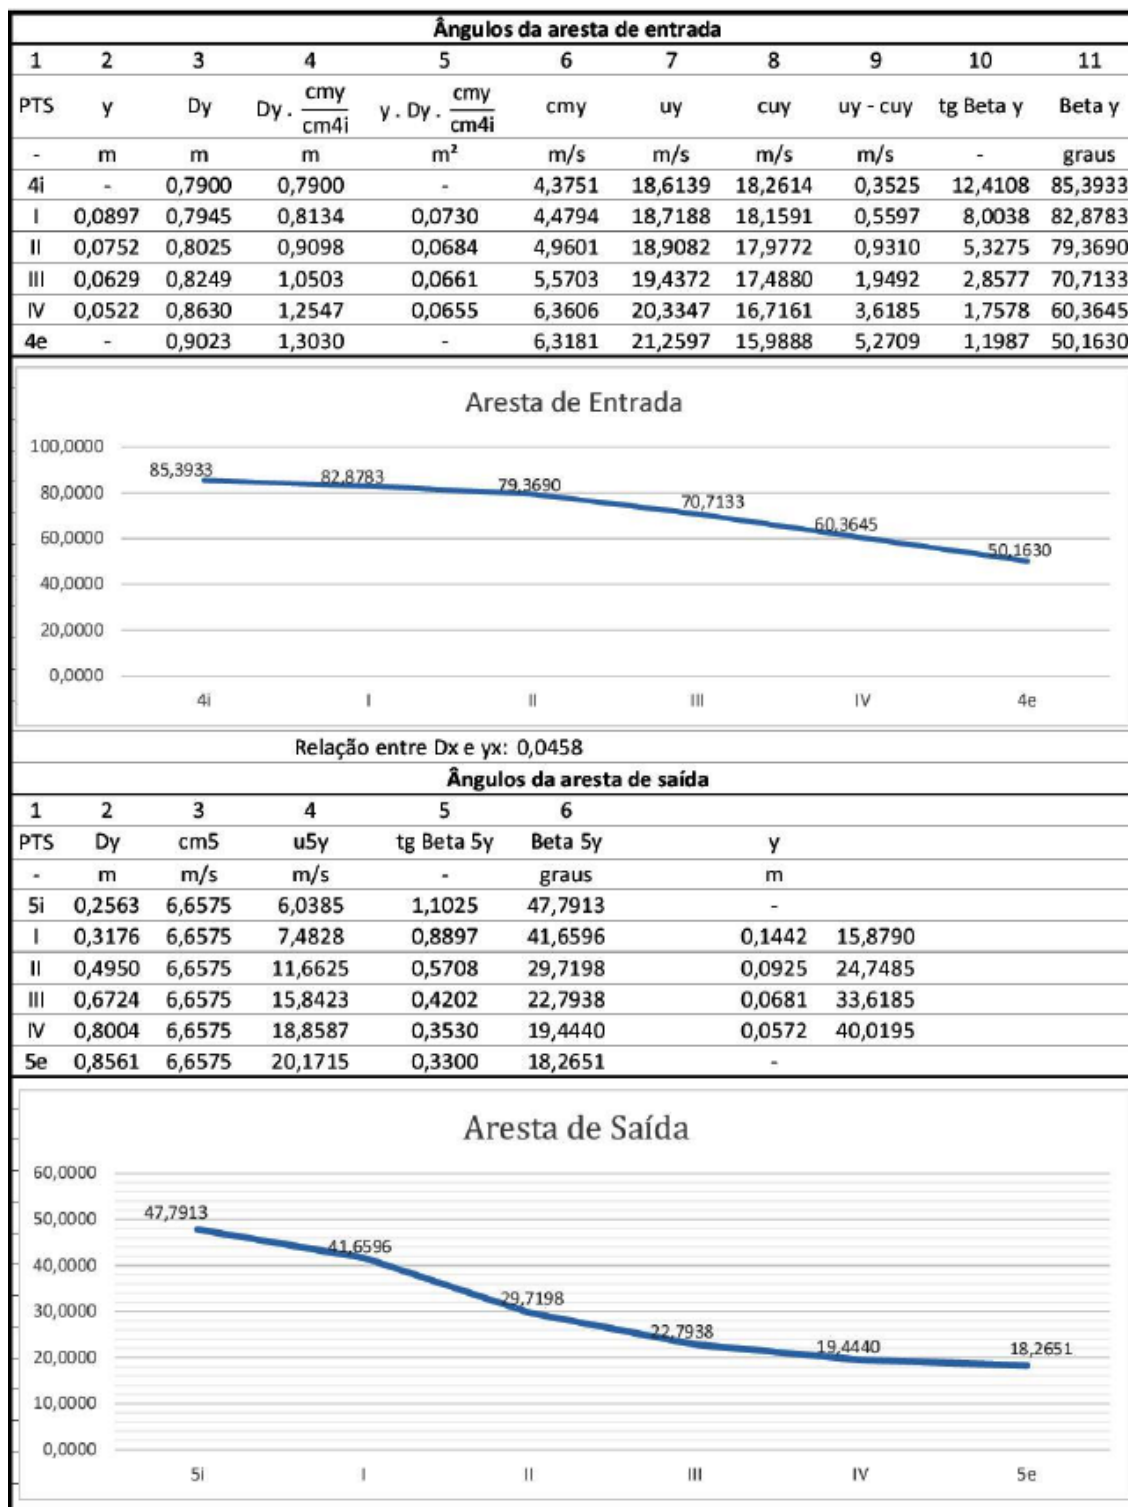 Ângulos da aresta de entrada
1 2 3 4 5 6 7 8 9 10 11
PTS y Dy Dy . cmy/cm4i y . Dy . cmy/cm4i cmy uy cuy uy - cuy tg Beta y Beta y
- m m m m² m/s m/s m/s m/s - graus
4i - 0,7900 0,7900 - 4,3751 18,6139 18,2614 0,3525 12,4108 85,3933
I 0,0897 0,7945 0,8134 0,0730 4,4794 18,7188 18,1591 0,5597 8,0038 82,8783
II 0,0752 0,8025 0,9098 0,0684 4,9601 18,9082 17,9772 0,9310 5,3275 79,3690
III 0,0629 0,8249 1,0503 0,0661 5,5703 19,4372 17,4880 1,9492 2,8577 70,7133
IV 0,0522 0,8630 1,2547 0,0655 6,3606 20,3347 16,7161 3,6185 1,7578 60,3645
4e - 0,9023 1,3030 - 6,3181 21,2597 15,9888 5,2709 1,1987 50,1630
Aresta de Entrada
100,0000
80,0000
60,0000
40,0000
20,0000
0,0000
85,3933
82,8783
79,3690
70,7133
60,3645
50,1630
4i I II III IV 4e
Relação entre Dx e yx: 0,0458
Ângulos da aresta de saída
1 2 3 4 5 6
PTS Dy cm5 u5y tg Beta 5y Beta 5y y
- m m/s m/s - graus m
5i 0,2563 6,6575 6,0385 1,1025 47,7913 -
I 0,3176 6,6575 7,4828 0,8897 41,6596 0,1442 15,8790
II 0,4950 6,6575 11,6625 0,5708 29,7198 0,0925 24,7485
III 0,6724 6,6575 15,8423 0,4202 22,7938 0,0681 33,6185
IV 0,8004 6,6575 18,8587 0,3530 19,4440 0,0572 40,0195
5e 0,8561 6,6575 20,1715 0,3300 18,2651 -
Aresta de Saída
60,0000
50,0000
40,0000
30,0000
20,0000
10,0000
0,0000
47,7913
41,6596
29,7198
22,7938
19,4440
18,2651
5i I II III IV 5e